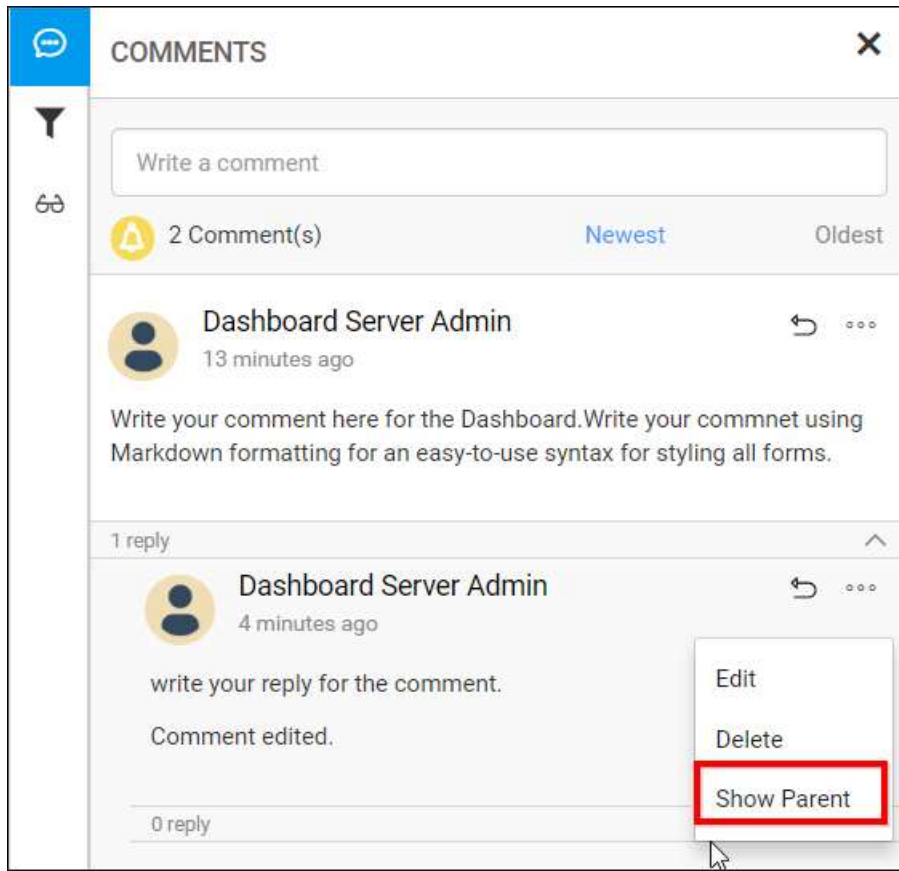 COMMENTS
Write a comment
2 Comment(s) Newest Oldest
Dashboard Server Admin
13 minutes ago
Write your comment here for the Dashboard.Write your commnet using
Markdown formatting for an easy-to-use syntax for styling all forms.
1 reply
Dashboard Server Admin
4 minutes ago
write your reply for the comment.
Comment edited.
0 reply
Edit
Delete
Show Parent